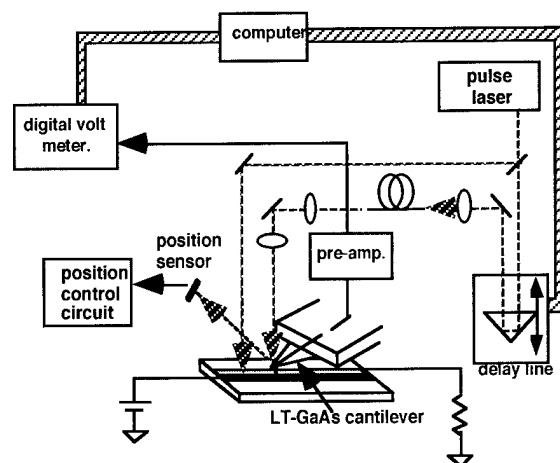 computer
pulse
laser
digital volt
meter.
position
sensor
pre-amp.
position
control
circuit
delay line
LT-GaAs cantilever